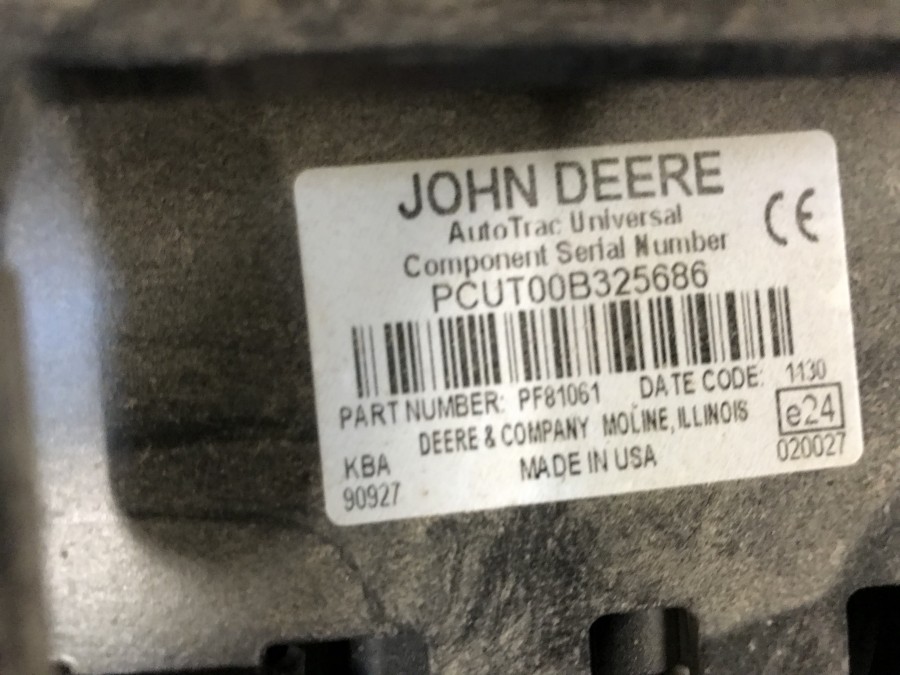 JOHN DEERE
AutoTrac Universal
CE
Component Serial Number
PCUT00B325686
PART NUMBER: PF81061 DATE CODE: 1130
DEERE & COMPANY MOLINE, ILLINOIS
e24
KBA
MADE IN USA
020027
90927